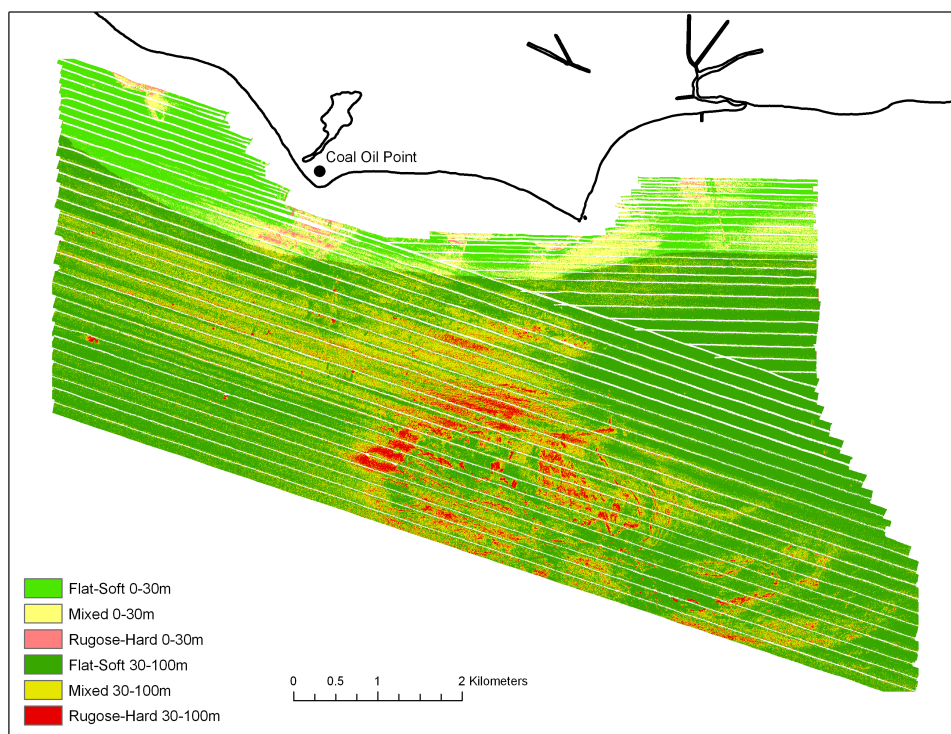 Coal Oil Point
Flat-Soft 0-30m
Mixed 0-30m
Rugose-Hard 0-30m
Flat-Soft 30-100m
Mixed 30-100m
Rugose-Hard 30-100m
0 0.5 1 2 Kilometers